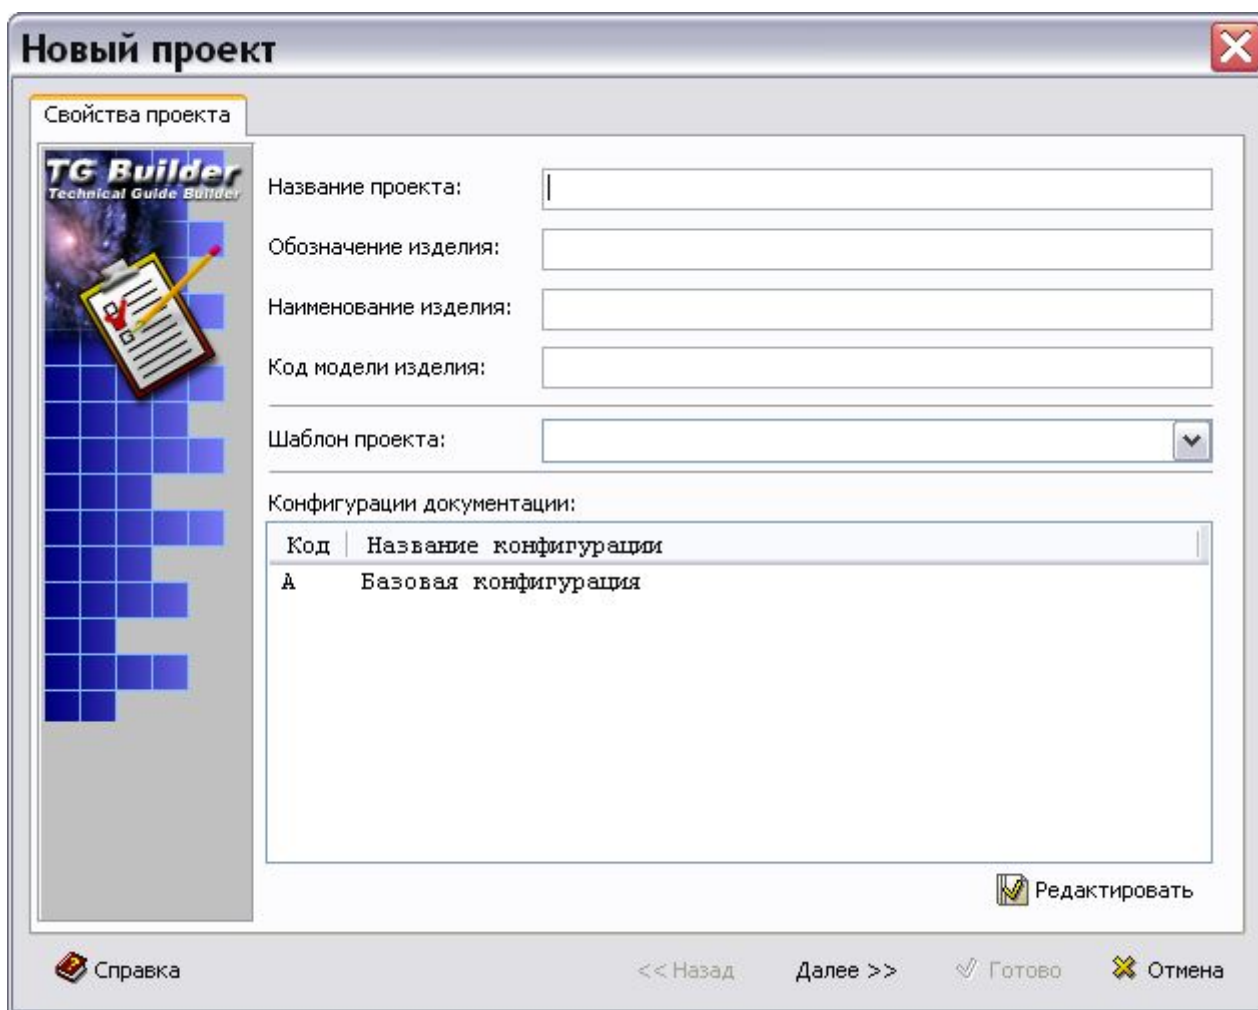 Новый проект
Свойства проекта
TG Builder
Technical Guide Builder
Название проекта:
Обозначение изделия:
Наименование изделия:
Код модели изделия:
Шаблон проекта:
Конфигурации документации:
Код Название конфигурации
A Базовая конфигурация
Редактировать
Справка << Назад Далее >> Готово Отмена